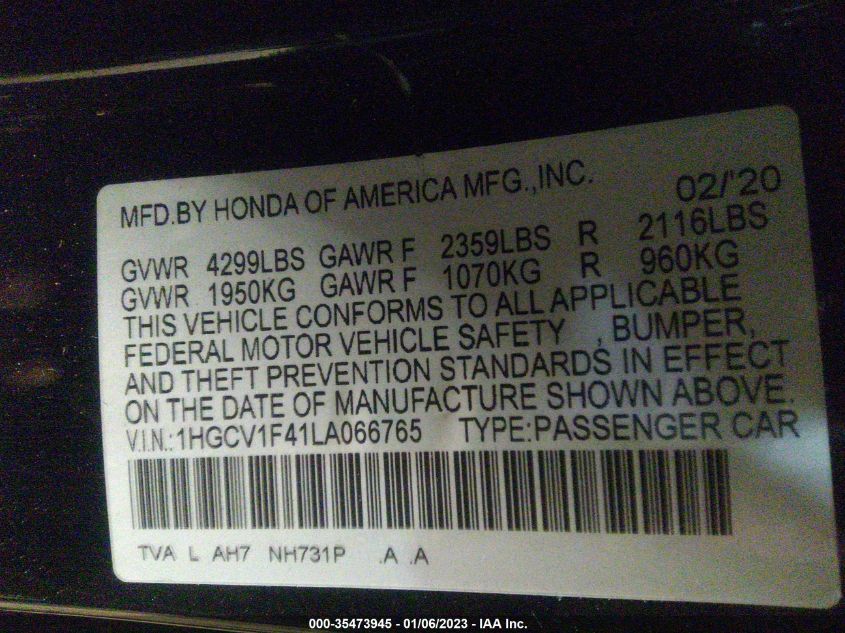 MFD.BY HONDA OF AMERICA MFG.,INC. 02/'20
GVWR 4299LBS GAWR F 2359LBS R 2116LBS
GVWR 1950KG GAWR F 1070KG R 960KG
THIS VEHICLE CONFORMS TO ALL APPLICABLE
FEDERAL MOTOR VEHICLE SAFETY , BUMPER,
AND THEFT PREVENTION STANDARDS IN EFFECT
ON THE DATE OF MANUFACTURE SHOWN ABOVE.
V.I.N.:1HGCV1F41LA066765 TYPE:PASSENGER CAR
TVA L AH7 NH731P .A .A
000-35473945 - 01/06/2023 - IAA Inc.